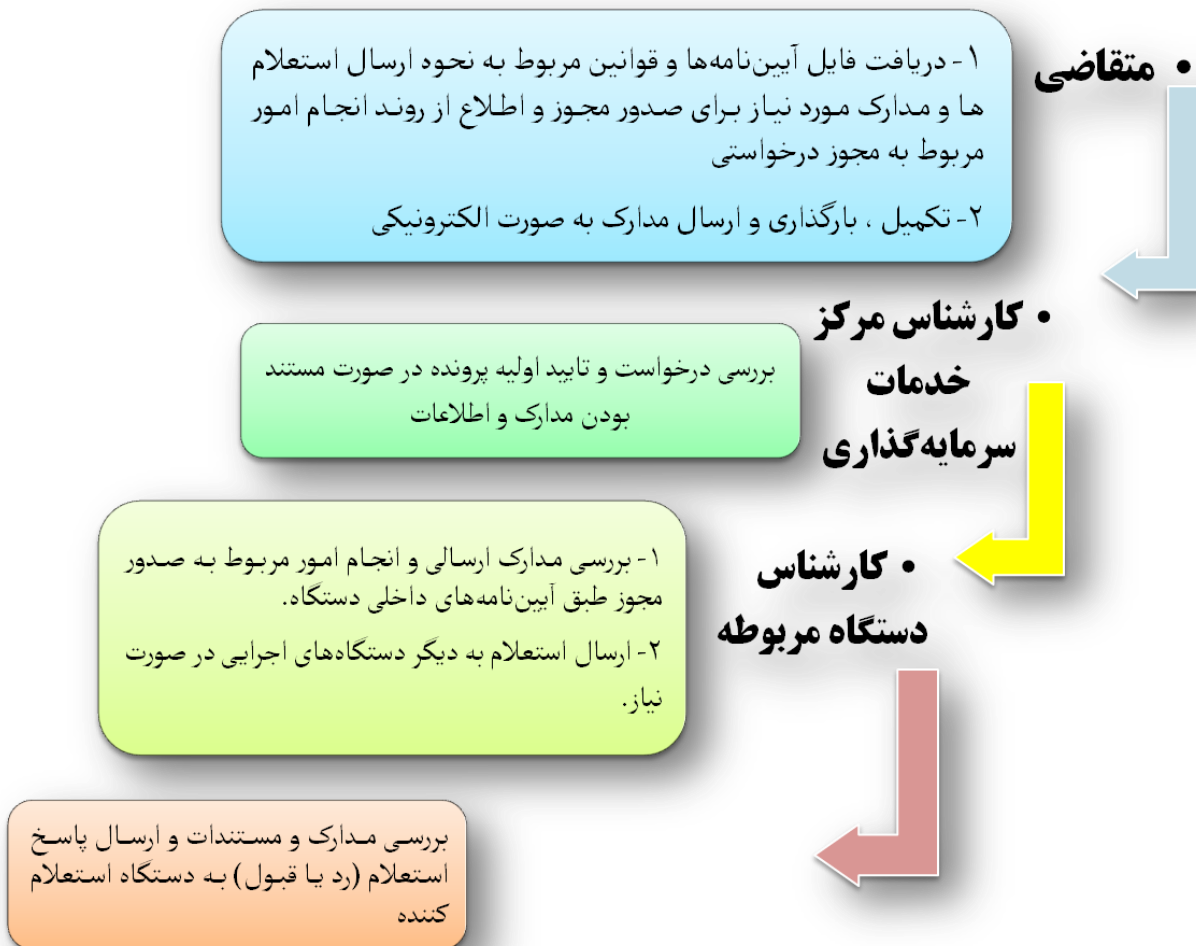 • متقاضی
۱- دریافت فایل آیین‌نامه‌ها و قوانین مربوط به نحوه ارسال استعلام
ها و مدارک مورد نیاز برای صدور مجوز و اطلاع از روند انجام امور
مربوط به مجوز درخواستی
۲- تکمیل ، بارگذاری و ارسال مدارک به صورت الکترونیکی
• کارشناس مرکز
خدمات
سرمایه‌گذاری
بررسی درخواست و تایید اولیه پرونده در صورت مستند
بودن مدارک و اطلاعات
• کارشناس
دستگاه مربوطه
۱- بررسی مدارک ارسالی و انجام امور مربوط به صدور
مجوز طبق آیین‌نامه‌های داخلی دستگاه.
۲- ارسال استعلام به دیگر دستگاه‌های اجرایی در صورت
نیاز.
بررسی مدارک و مستندات و ارسال پاسخ
استعلام (رد یا قبول) به دستگاه استعلام
کننده